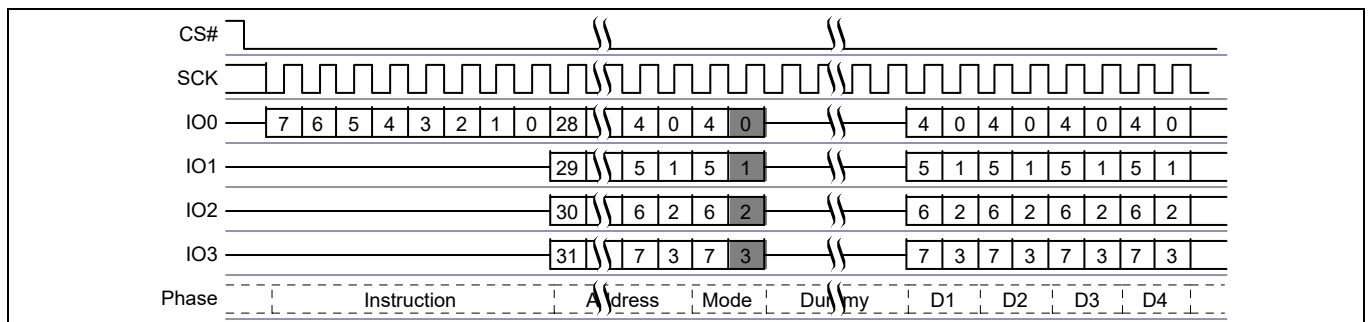 CS#
SCK
IO0 7 6 5 4 3 2 1 0 28 4 0 4 0 4 0 4 0 4 0 4 0
IO1 29 5 1 5 1 5 1 5 1 5 1 5 1
IO2 30 6 2 6 2 6 2 6 2 6 2 6 2
IO3 31 7 3 7 3 7 3 7 3 7 3 7 3
Phase Instruction Address Mode Dummy D1 D2 D3 D4